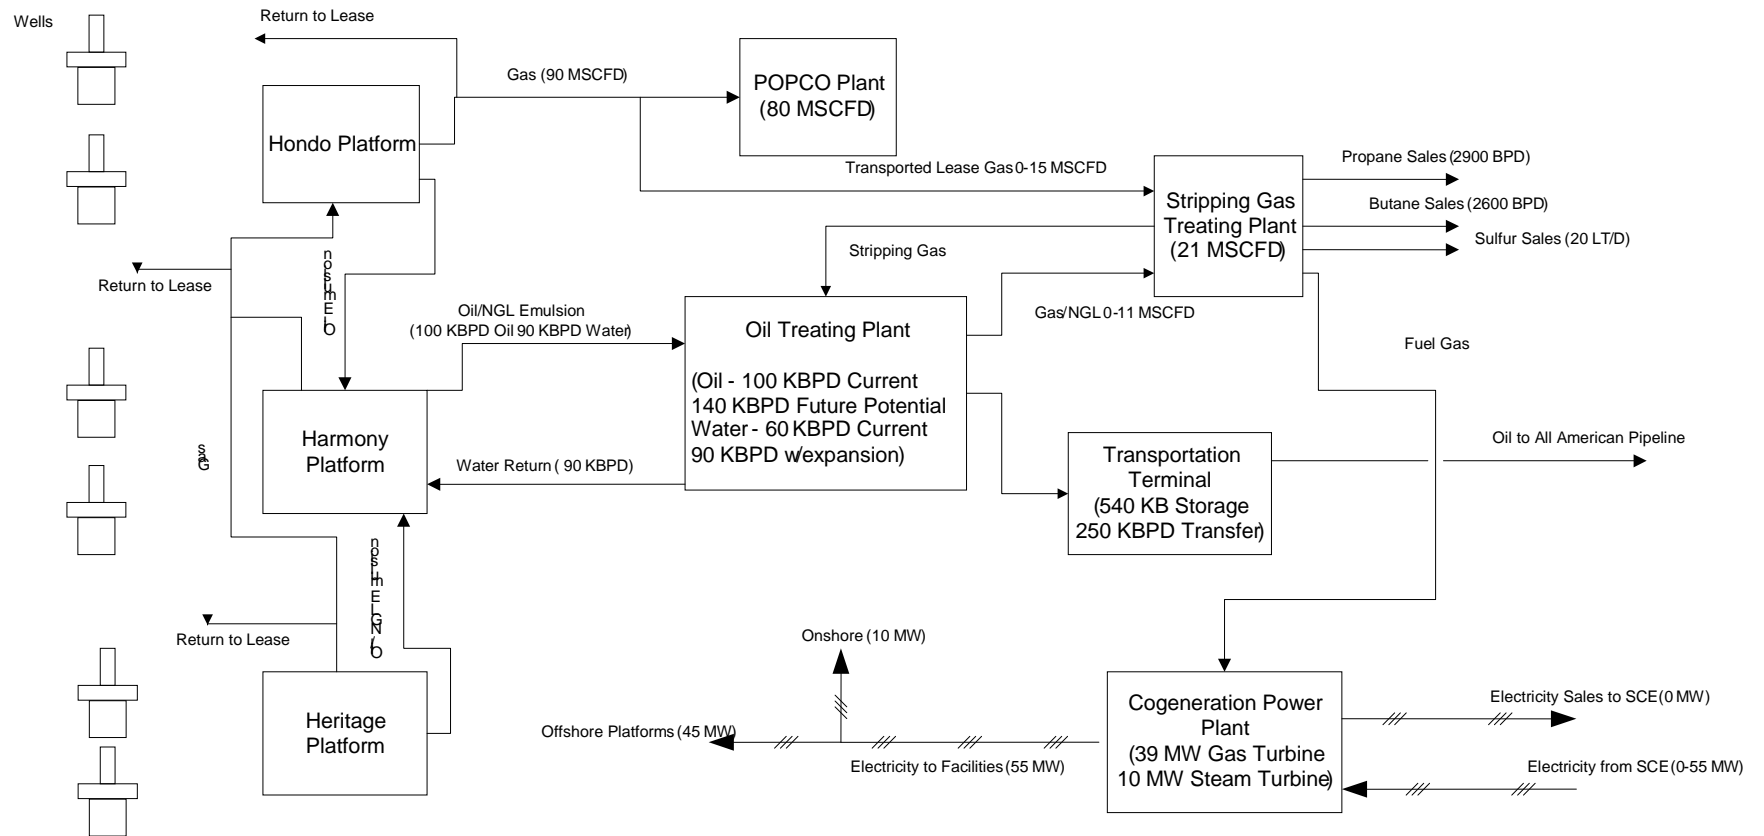 Wells
Return to Lease
Gas (90 MSCFD)
POPCO Plant
(80 MSCFD)
Hondo Platform
Transported Lease Gas 0-15 MSCFD
Stripping Gas
Treating Plant
(21 MSCFD)
Propane Sales (2900 BPD)
Butane Sales (2600 BPD)
Sulfur Sales (20 LT/D)
Return to Lease
Oil Emulsion
Stripping Gas
Oil/NGL Emulsion
(100 KBPD Oil 90 KBPD Water)
Gas/NGL 0-11 MSCFD
Fuel Gas
Oil Treating Plant
(Oil - 100 KBPD Current
140 KBPD Future Potential
Water - 60 KBPD Current
90 KBPD w/expansion)
Gas
Harmony
Platform
Water Return ( 90 KBPD)
Transportation
Terminal
(540 KB Storage
250 KBPD Transfer)
Oil to All American Pipeline
Oil/NGL Emulsion
Return to Lease
Heritage
Platform
Onshore (10 MW)
Offshore Platforms (45 MW)
Electricity to Facilities (55 MW)
Cogeneration Power
Plant
(39 MW Gas Turbine
10 MW Steam Turbine)
Electricity Sales to SCE (0 MW)
Electricity from SCE (0-55 MW)